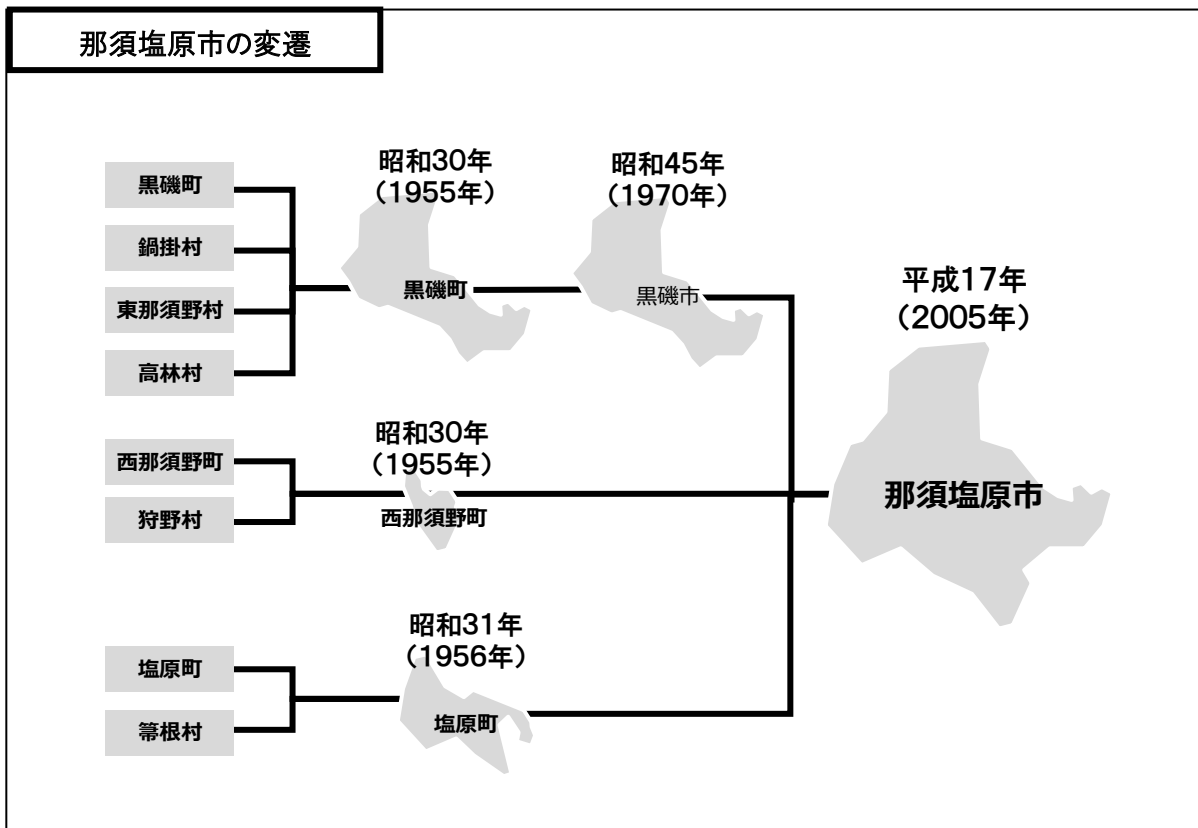 那須塩原市の変遷
黒磯町
鍋掛村
東那須野村
高林村
昭和30年
（1955年）
黒磯町
昭和45年
（1970年）
黒磯市
西那須野町
狩野村
昭和30年
（1955年）
西那須野町
塩原町
箒根村
昭和31年
（1956年）
塩原町
平成17年
（2005年）
那須塩原市